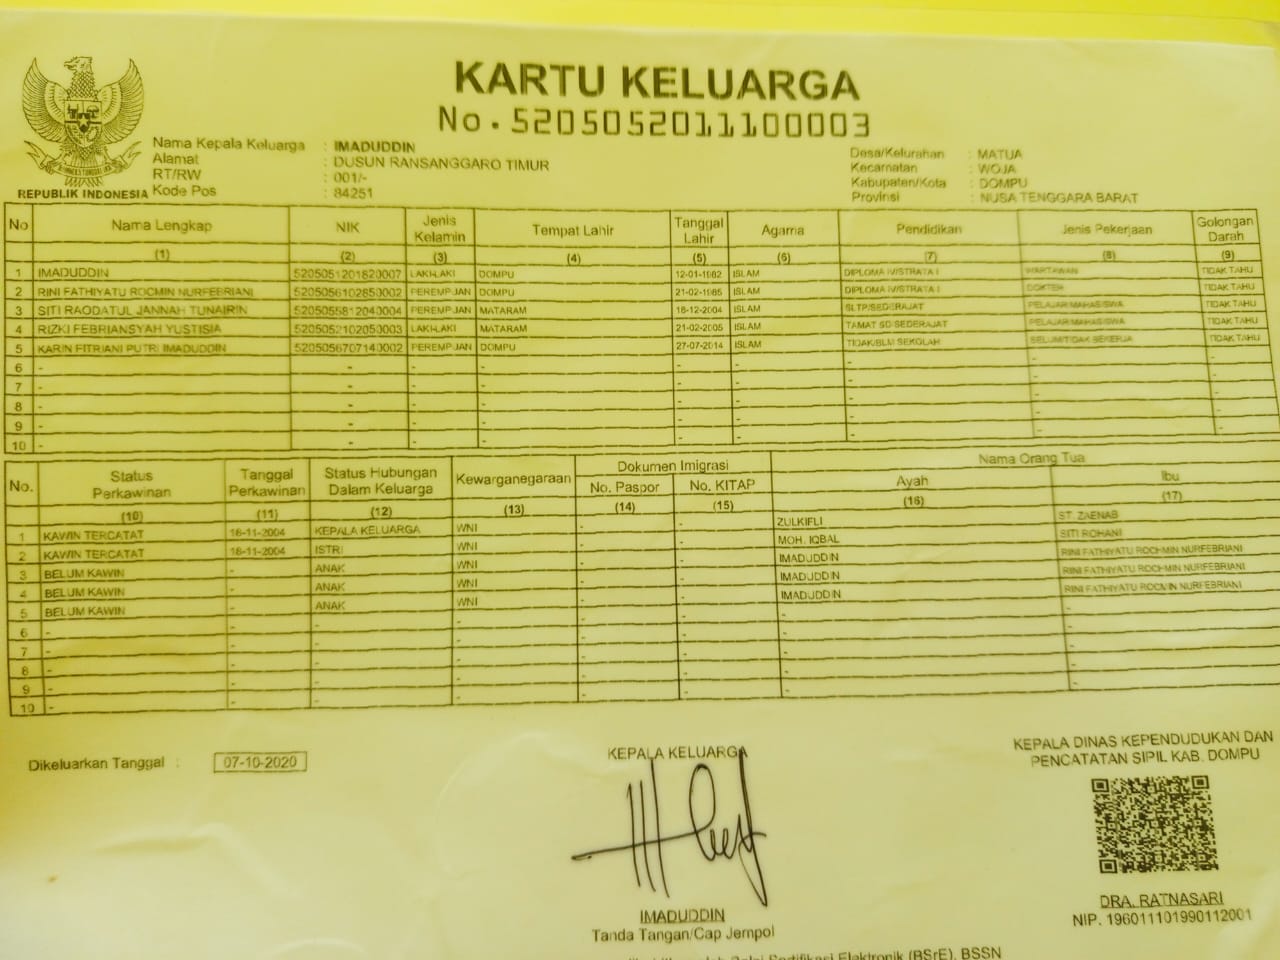 KARTU KELUARGA
No. 5205052011100003
REPUBLIK INDONESIA
Nama Kepala Keluarga : IMADUDDIN
Alamat : DUSUN RANSANGGARO TIMUR
RT/RW : 001/-
Kode Pos : 84251
Desa/Kelurahan : MATUA
Kecamatan : WOJA
Kabupaten/Kota : DOMPU
Provinsi : NUSA TENGGARA BARAT
No Nama Lengkap NIK Jenis Kelamin Tempat Lahir Tanggal Lahir Agama Pendidikan Jenis Pekerjaan Golongan Darah
(1) (2) (3) (4) (5) (6) (7) (8) (9)
1 IMADUDDIN 5205051201820007 LAKI-LAKI DOMPU 12-01-1982 ISLAM DIPLOMA IV/STRATA I WARTAWAN TIDAK TAHU
2 RINI FATHIYATU ROCMIN NURFEBRIANI 5205056102850002 PEREMPUAN DOMPU 21-02-1985 ISLAM DIPLOMA IV/STRATA I DOKTER TIDAK TAHU
3 SITI RAODATUL JANNAH TUNAIRIN 5205055812040004 PEREMPUAN MATARAM 18-12-2004 ISLAM SLTP/SEDERAJAT PELAJAR/MAHASISWA TIDAK TAHU
4 RIZKI FEBRIANSYAH YUSTISIA 5205052102050003 LAKI-LAKI MATARAM 21-02-2005 ISLAM TAMAT SD/SEDERAJAT PELAJAR/MAHASISWA TIDAK TAHU
5 KARIN FITRIANI PUTRI IMADUDDIN 5205056707140002 PEREMPUAN DOMPU 27-07-2014 ISLAM TIDAK/BLM SEKOLAH BELUM/TIDAK BEKERJA TIDAK TAHU
6 - - - - - - - - -
7 - - - - - - - - -
8 - - - - - - - - -
9 - - - - - - - - -
10 - - - - - - - - -
No. Status Perkawinan Tanggal Perkawinan Status Hubungan Dalam Keluarga Kewarganegaraan Dokumen Imigrasi Nama Orang Tua
No. Paspor No. KITAP Ayah Ibu
(10) (11) (12) (13) (14) (15) (16) (17)
1 KAWIN TERCATAT 18-11-2004 KEPALA KELUARGA WNI - - ZULKIFLI ST. ZAENAB
2 KAWIN TERCATAT 18-11-2004 ISTRI WNI - - MOH. IQBAL SITI ROHANI
3 BELUM KAWIN - ANAK WNI - - IMADUDDIN RINI FATHIYATU ROCHMIN NURFEBRIANI
4 BELUM KAWIN - ANAK WNI - - IMADUDDIN RINI FATHIYATU ROCHMIN NURFEBRIANI
5 BELUM KAWIN - ANAK WNI - - IMADUDDIN RINI FATHIYATU ROCMIN NURFEBRIANI
6 - - - - - - - -
7 - - - - - - - -
8 - - - - - - - -
9 - - - - - - - -
10 - - - - - - - -
Dikeluarkan Tanggal : 07-10-2020
KEPALA KELUARGA
IMADUDDIN
Tanda Tangan/Cap Jempol
KEPALA DINAS KEPENDUDUKAN DAN
PENCATATAN SIPIL KAB. DOMPU
DRA. RATNASARI
NIP. 196011101990112001
Sertifikasi Elektronik (BSrE), BSSN